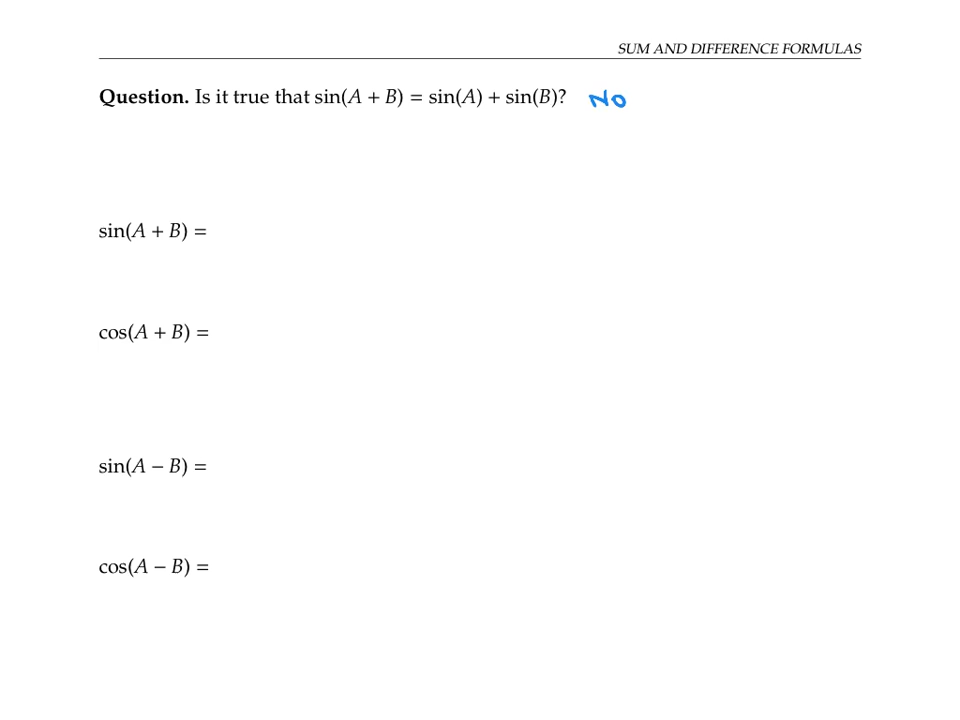 SUM AND DIFFERENCE FORMULAS
Question. Is it true that sin(A + B) = sin(A) + sin(B)? NO
sin(A + B) =
cos(A + B) =
sin(A − B) =
cos(A − B) =